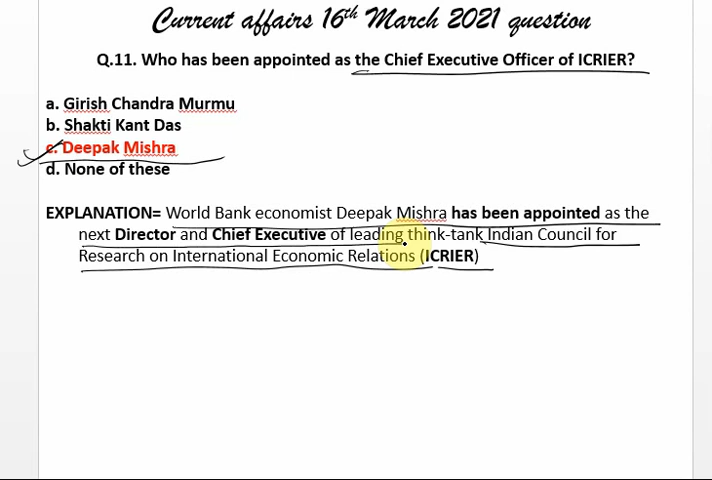 Current affairs 16th March 2021 question
Q.11. Who has been appointed as the Chief Executive Officer of ICRIER?
a. Girish Chandra Murmu
b. Shakti Kant Das
c. Deepak Mishra
d. None of these
EXPLANATION= World Bank economist Deepak Mishra has been appointed as the
next Director and Chief Executive of leading think-tank Indian Council for
Research on International Economic Relations (ICRIER)